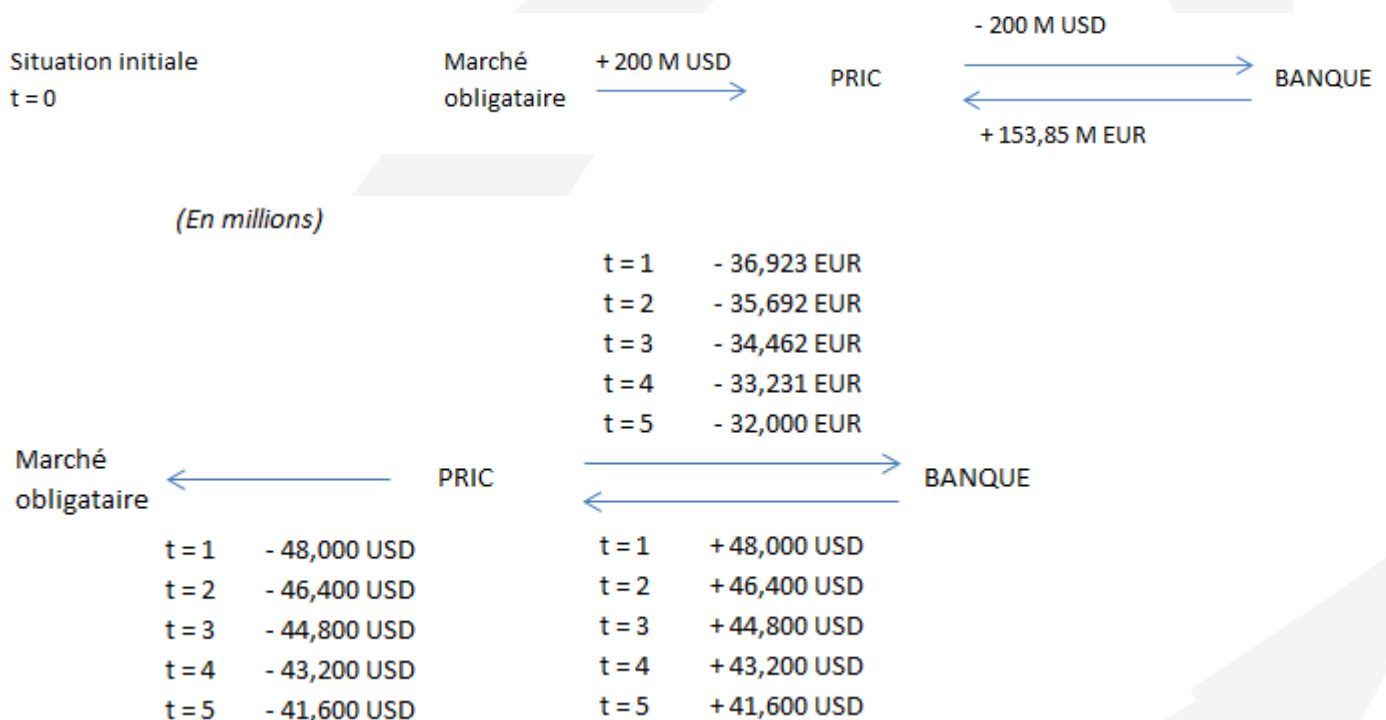 - 200 M USD
Situation initiale
t = 0
Marché
obligataire
+ 200 M USD
PRIC
BANQUE
+ 153,85 M EUR
(En millions)
t = 1 - 36,923 EUR
t = 2 - 35,692 EUR
t = 3 - 34,462 EUR
t = 4 - 33,231 EUR
t = 5 - 32,000 EUR
Marché
obligataire
PRIC
BANQUE
t = 1 - 48,000 USD
t = 2 - 46,400 USD
t = 3 - 44,800 USD
t = 4 - 43,200 USD
t = 5 - 41,600 USD
t = 1 + 48,000 USD
t = 2 + 46,400 USD
t = 3 + 44,800 USD
t = 4 + 43,200 USD
t = 5 + 41,600 USD